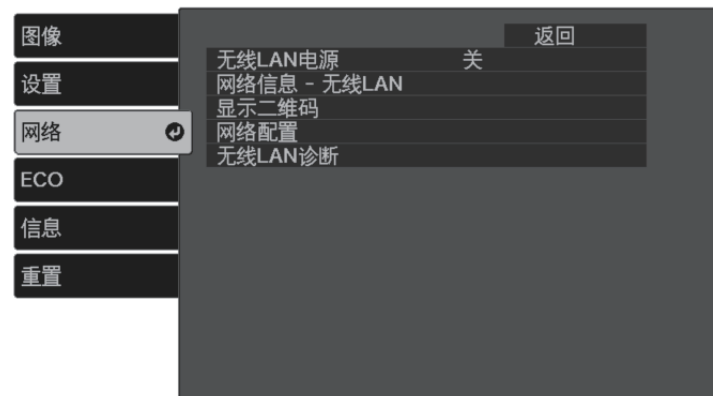 图像
设置
网络
ECO
信息
重置
返回
无线LAN电源 关
网络信息 - 无线LAN
显示二维码
网络配置
无线LAN诊断